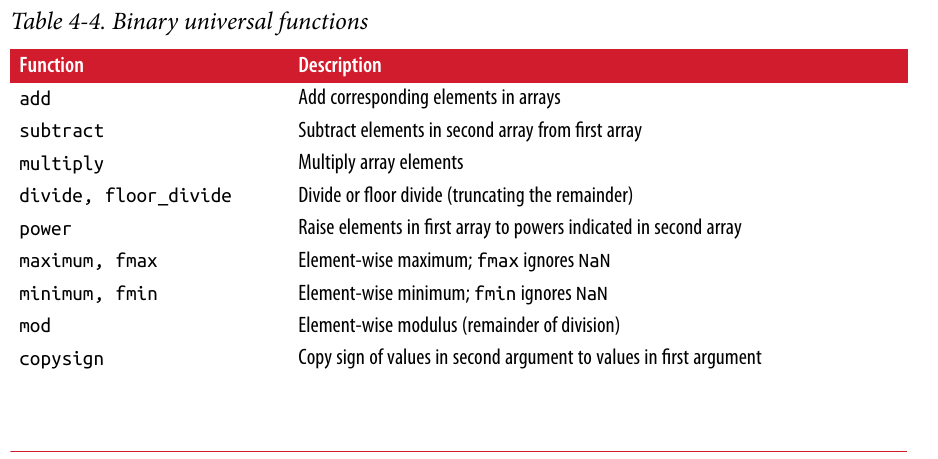 Table 4-4. Binary universal functions
Function Description
add Add corresponding elements in arrays
subtract Subtract elements in second array from first array
multiply Multiply array elements
divide, floor_divide Divide or floor divide (truncating the remainder)
power Raise elements in first array to powers indicated in second array
maximum, fmax Element-wise maximum; fmax ignores NaN
minimum, fmin Element-wise minimum; fmin ignores NaN
mod Element-wise modulus (remainder of division)
copysign Copy sign of values in second argument to values in first argument